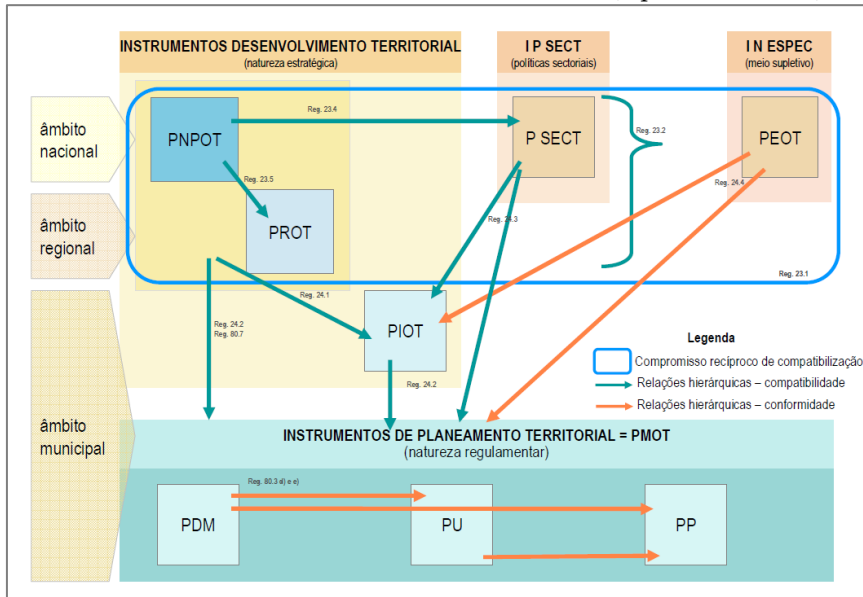 INSTRUMENTOS DESENVOLVIMENTO TERRITORIAL
(natureza estratégica)
I P SECT
(políticas sectoriais)
I N ESPEC
(meio supletivo)
âmbito
nacional
PNPOT
Reg. 23.4
P SECT
Reg. 23.2
PEOT
Reg. 24.4
Reg. 23.5
âmbito
regional
PROT
Reg. 24.3
Reg. 23.1
Reg. 24.1
Reg. 24.2
Reg. 80.7
PIOT
Reg. 24.2
Legenda
Compromisso recíproco de compatibilização
Relações hierárquicas – compatibilidade
Relações hierárquicas – conformidade
âmbito
municipal
INSTRUMENTOS DE PLANEAMENTO TERRITORIAL = PMOT
(natureza regulamentar)
Reg. 80.3 d) e e)
PDM
PU
PP